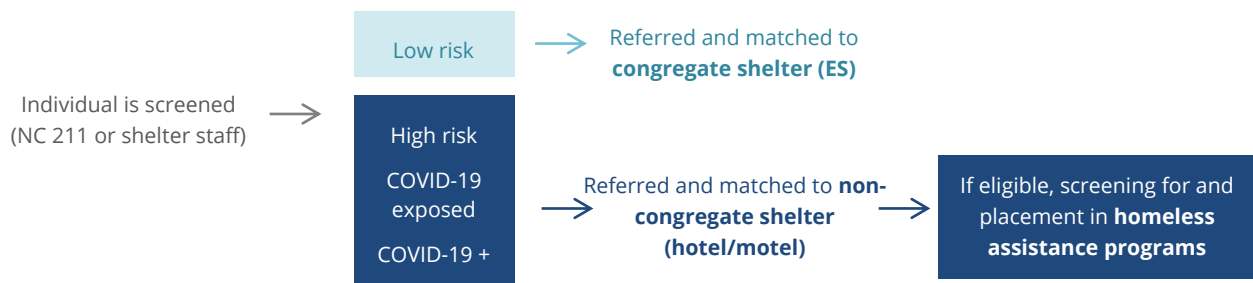 Individual is screened
(NC 211 or shelter staff)
Low risk
Referred and matched to
congregate shelter (ES)
High risk
COVID-19
exposed
COVID-19 +
Referred and matched to non-
congregate shelter
(hotel/motel)
If eligible, screening for and
placement in homeless
assistance programs